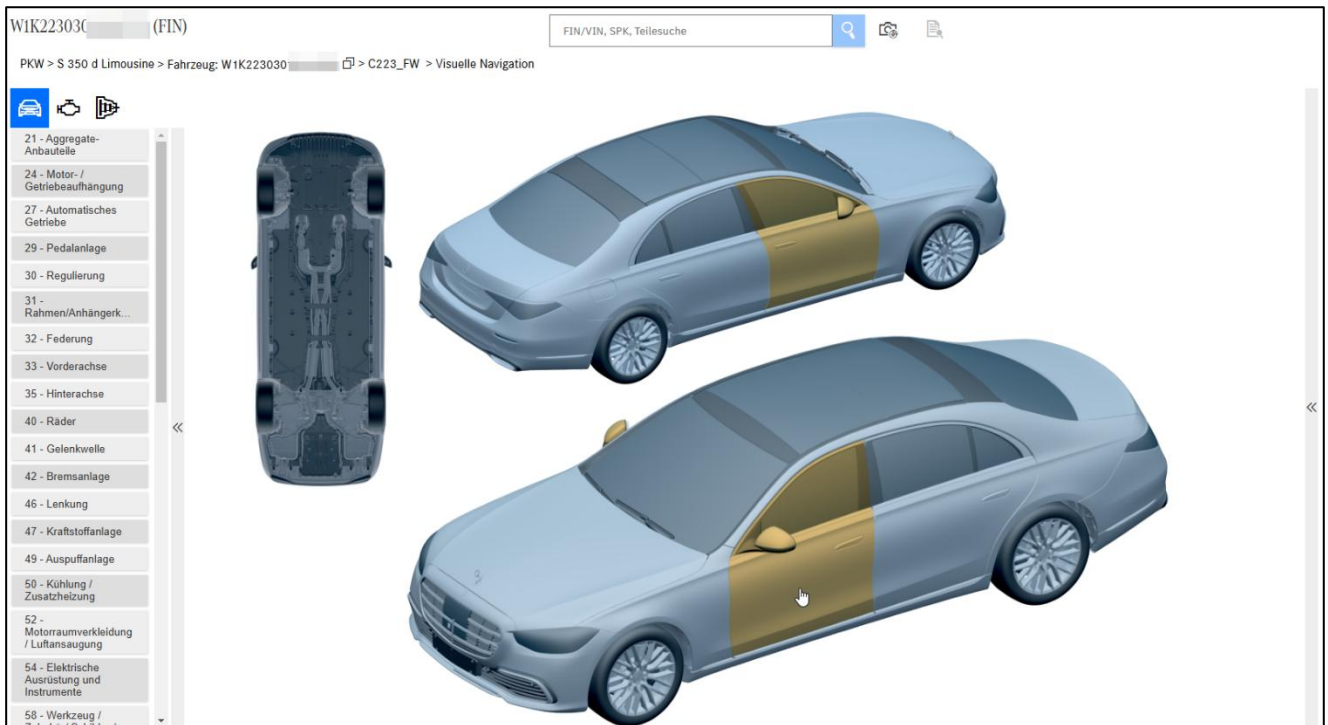 W1K22303( (FIN)
FIN/VIN, SPK, Teilesuche
PKW > S 350 d Limousine > Fahrzeug: W1K223030 > C223_FW > Visuelle Navigation
21 - Aggregate-
Anbauteile
24 - Motor- /
Getriebeaufhängung
27 - Automatisches
Getriebe
29 - Pedalanlage
30 - Regulierung
31 -
Rahmen/Anhängerk...
32 - Federung
33 - Vorderachse
35 - Hinterachse
40 - Räder
41 - Gelenkwelle
42 - Bremsanlage
46 - Lenkung
47 - Kraftstoffanlage
49 - Auspuffanlage
50 - Kühlung /
Zusatzheizung
52 -
Motorraumverkleidung
/ Luftansaugung
54 - Elektrische
Ausrüstung und
Instrumente
58 - Werkzeug /